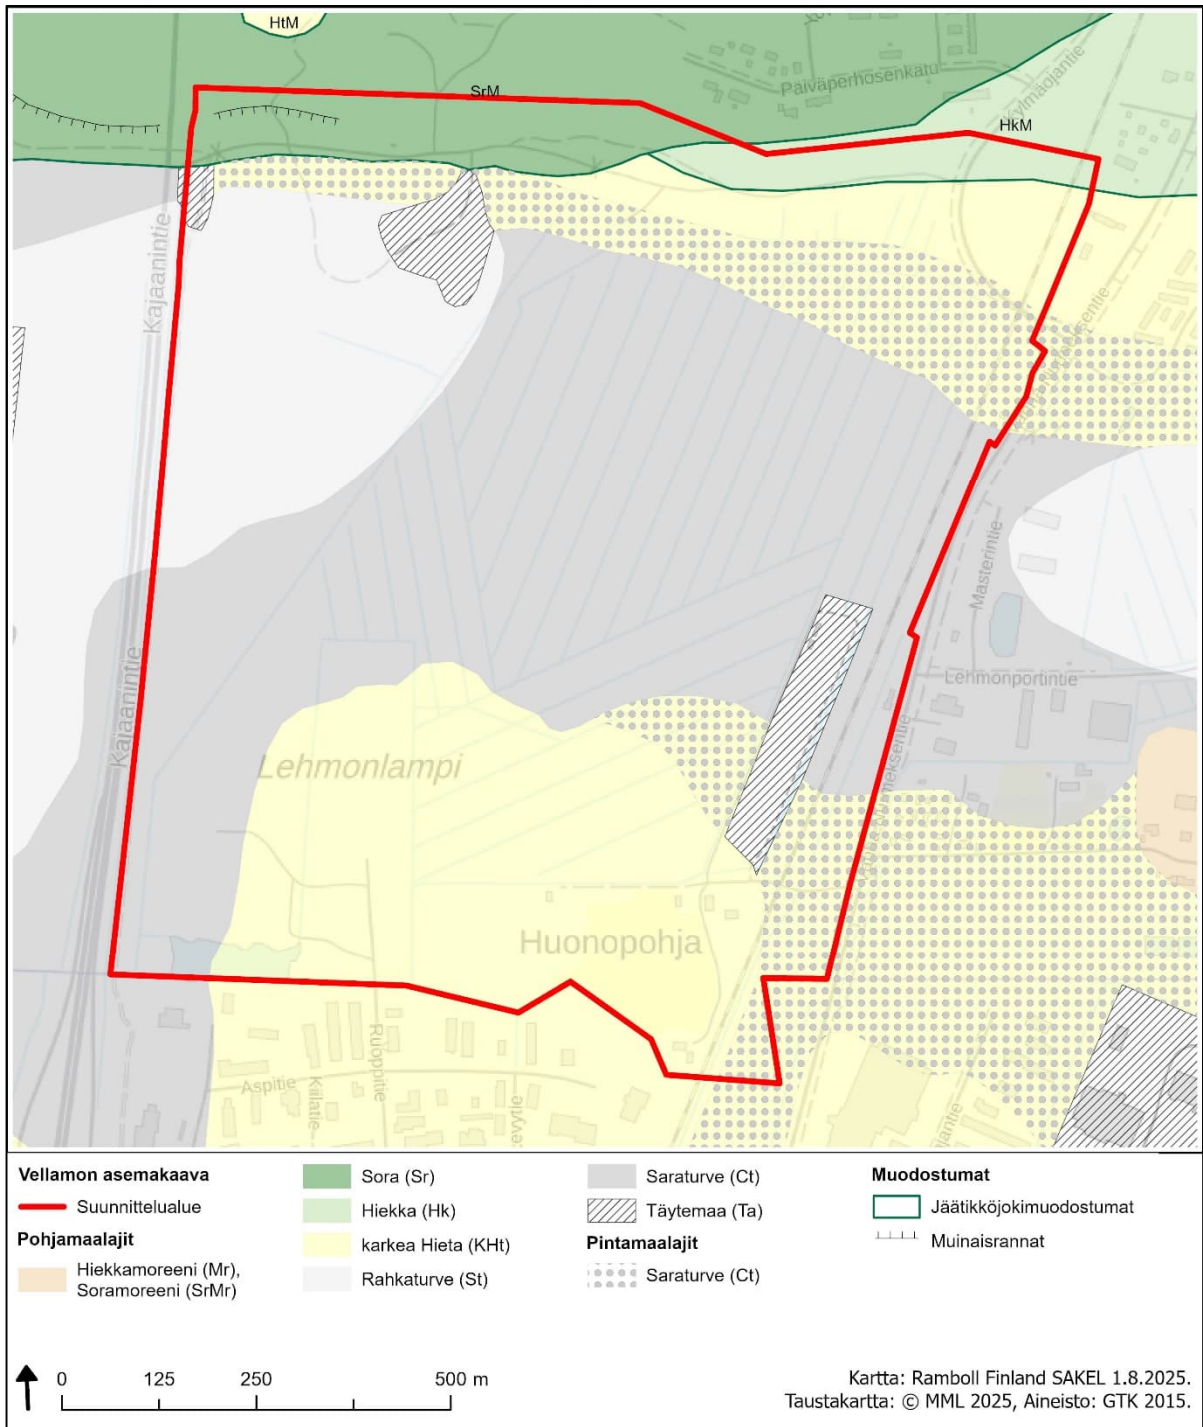 HtM
SrM
Päiväperhosenkatu
Kylmäojantie
HkM
Kajaanintie
Masterintie
Lehmonportintie
Kajaanintie
Lehmonlampi
Huonopohja
Ruoppitie
Aspitie
Kiilatie
Sora (Sr)
Hiekka (Hk)
karkea Hieta (KHt)
Rahkaturve (St)
Vellamon asemakaava
Suunnittelualue
Pohjamaalajit
Hiekkamoreeni (Mr),
Soramoreeni (SrMr)
Saraturve (Ct)
Täytemaa (Ta)
Pintamaalajit
Saraturve (Ct)
Muodostumat
Jäätikköjokimuodostumat
Muinaisrannat
0 125 250 500 m
Kartta: Ramboll Finland SAKEL 1.8.2025.
Taustakartta: © MML 2025, Aineisto: GTK 2015.